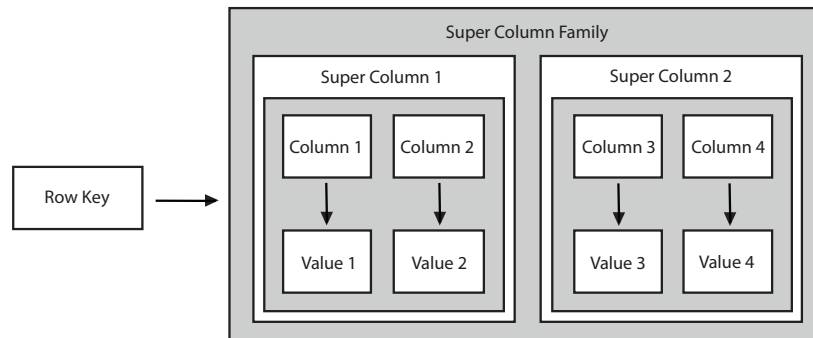 Super Column Family
Super Column 1
Super Column 2
Column 1
Column 2
Column 3
Column 4
Row Key
Value 1
Value 2
Value 3
Value 4